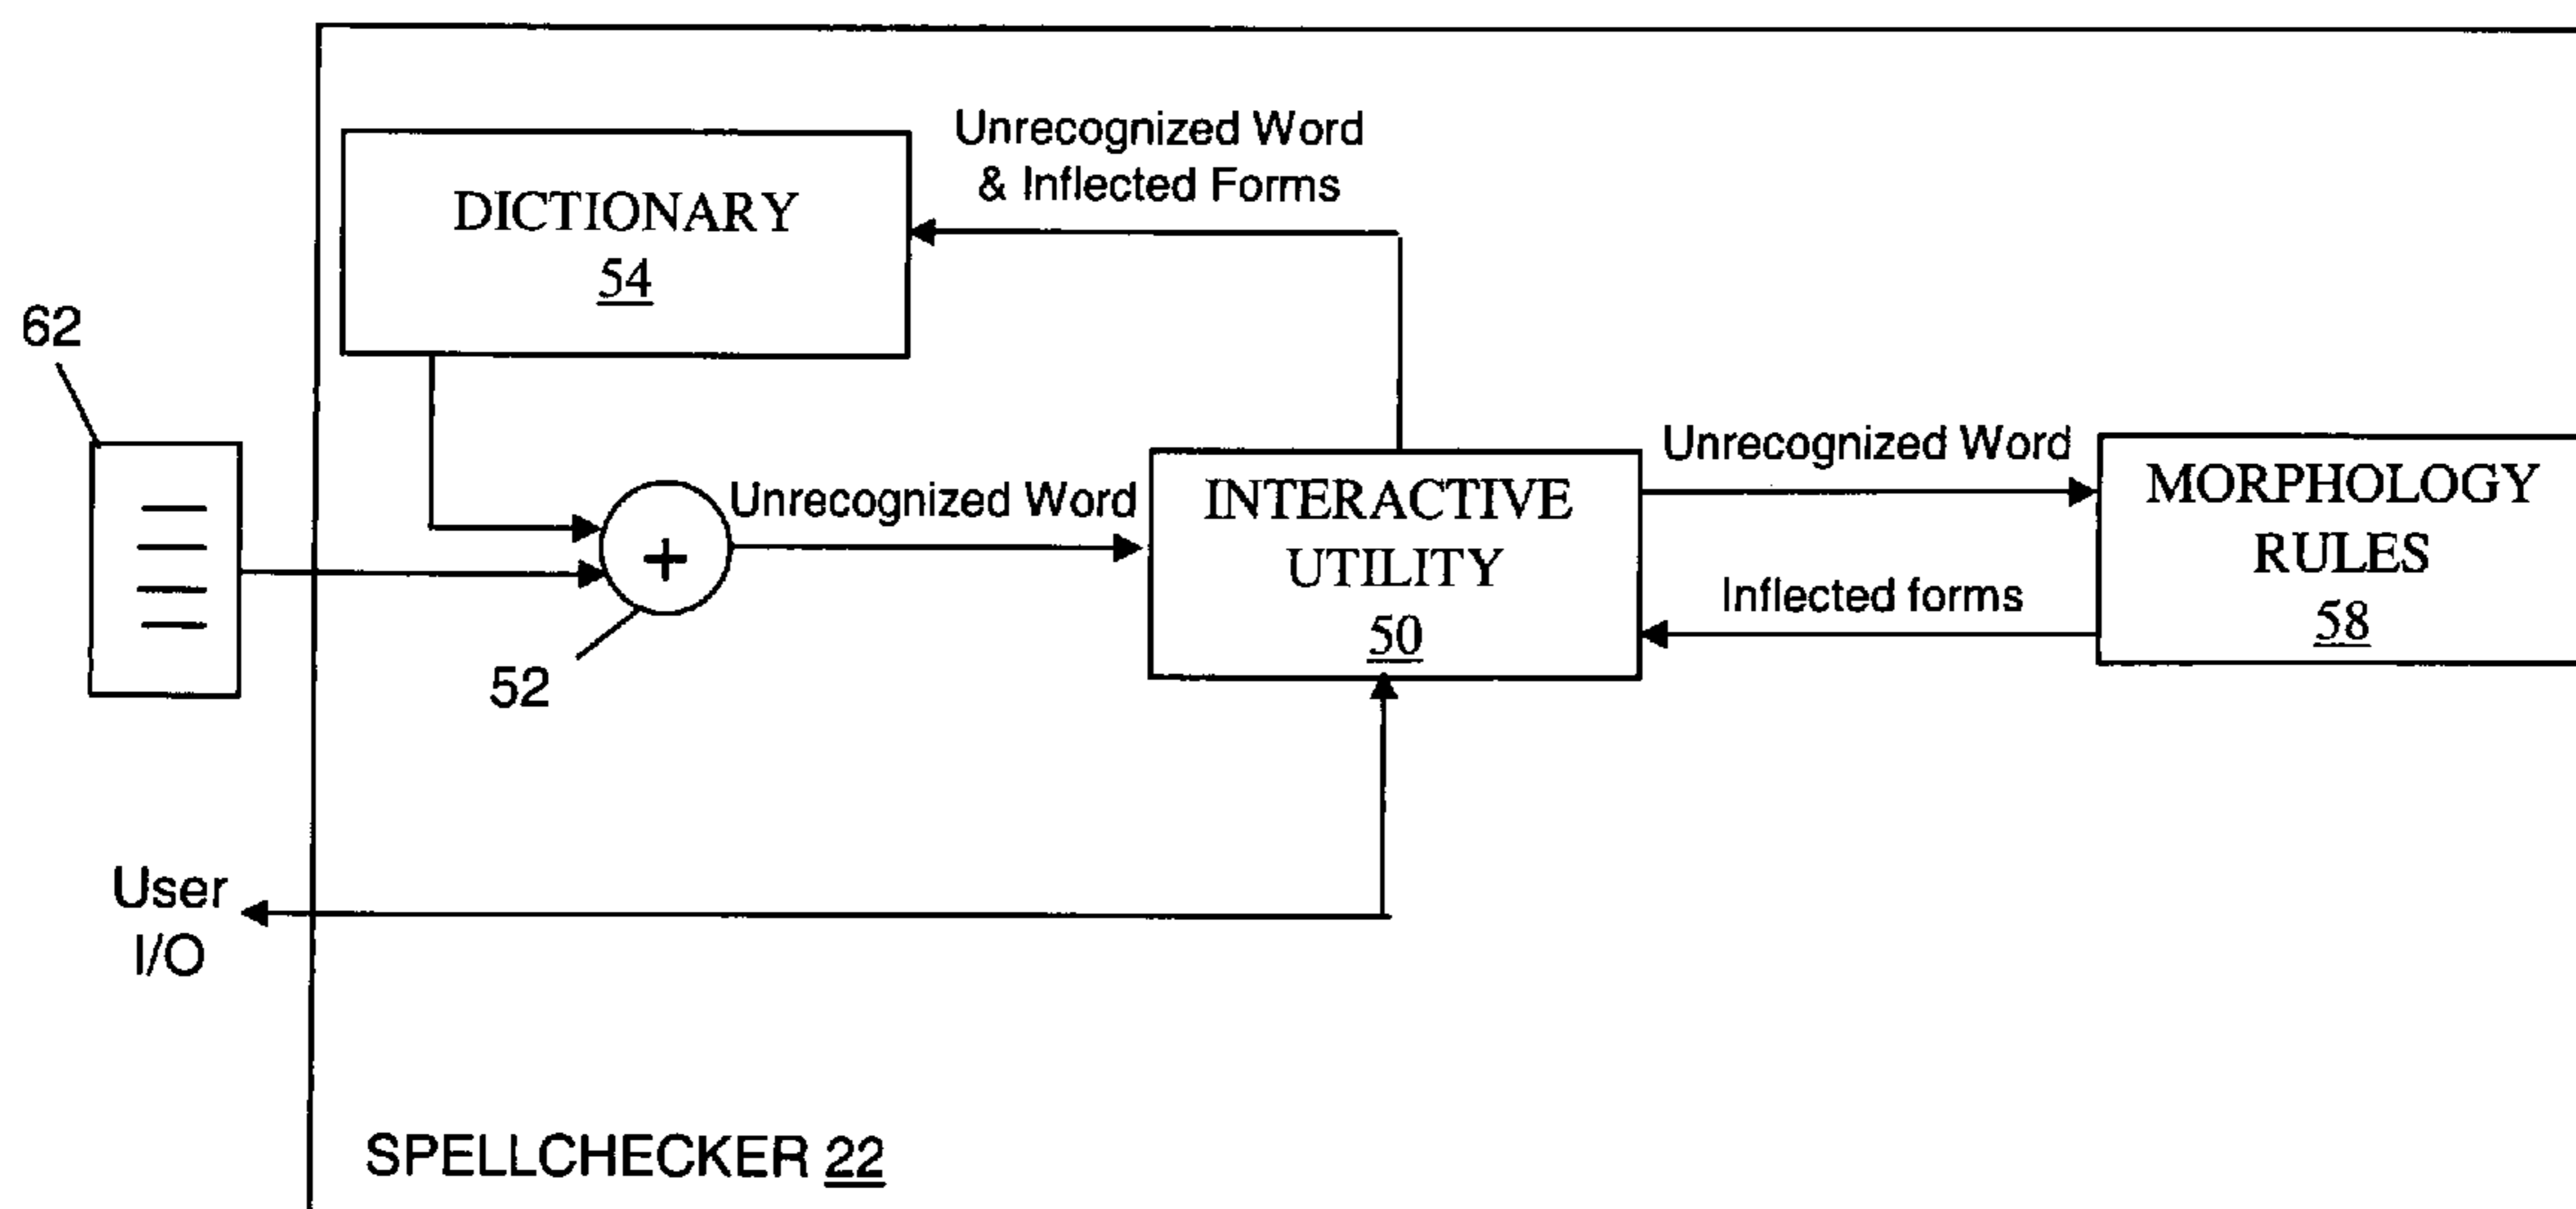 Unrecognized Word
& Inflected Forms
DICTIONARY
54
62
Unrecognized Word
INTERACTIVE
UTILITY
50
Unrecognized Word
Inflected forms
MORPHOLOGY
RULES
58
+
52
User
I/O
SPELLCHECKER 22